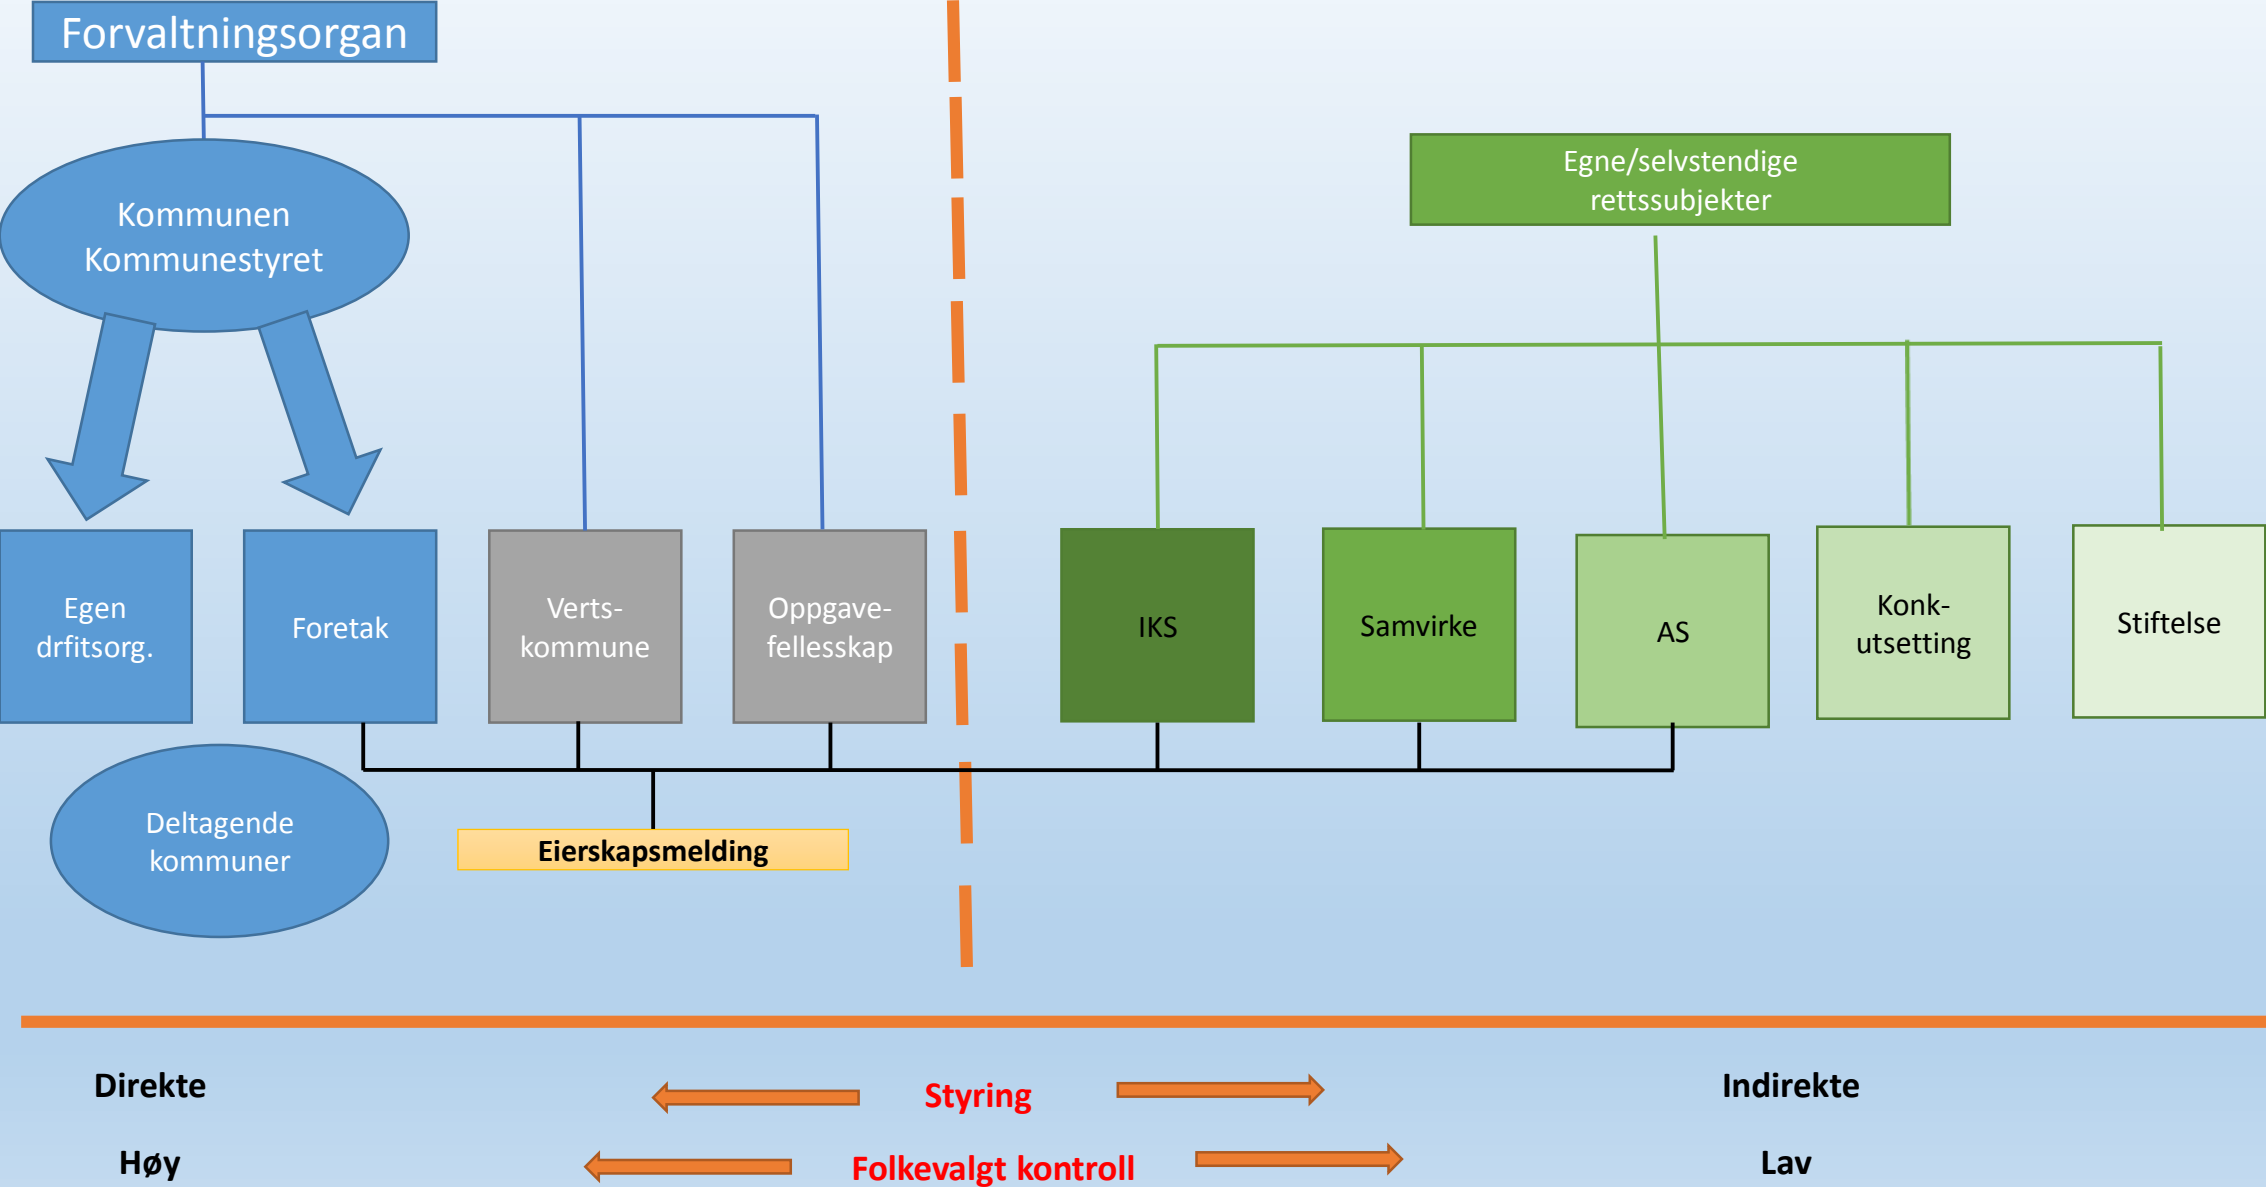 Forvaltningsorgan
Kommunen
Kommunestyret
Egne/selvstendige
rettssubjekter
Egen
drfitsorg.
Foretak
Verts-
kommune
Oppgave-
fellesskap
IKS
Samvirke
AS
Konk-
utsetting
Stiftelse
Deltagende
kommuner
Eierskapsmelding
Direkte
Styring
Indirekte
Høy
Folkevalgt kontroll
Lav